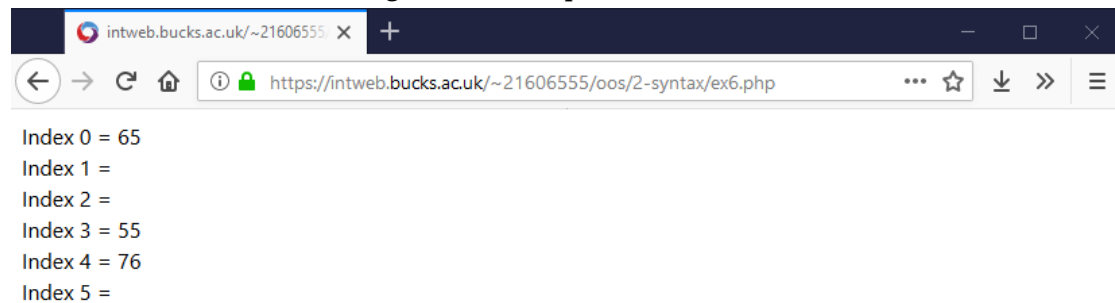 intweb.bucks.ac.uk/~21606555
https://intweb.bucks.ac.uk/~21606555/oos/2-syntax/ex6.php
Index 0 = 65
Index 1 =
Index 2 =
Index 3 = 55
Index 4 = 76
Index 5 =